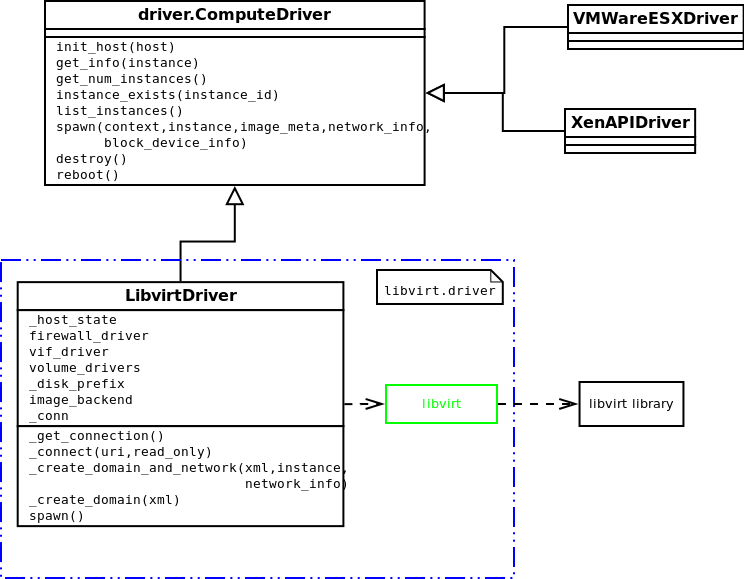 driver.ComputeDriver
init_host(host)
get_info(instance)
get_num_instances()
instance_exists(instance_id)
list_instances()
spawn(context,instance,image_meta,network_info,
block_device_info)
destroy()
reboot()
VMWareESXDriver
XenAPIDriver
LibvirtDriver
_host_state
firewall_driver
vif_driver
volume_drivers
_disk_prefix
image_backend
_conn
_get_connection()
_connect(uri,read_only)
_create_domain_and_network(xml,instance,
network_info)
_create_domain(xml)
spawn()
libvirt.driver
libvirt
libvirt library